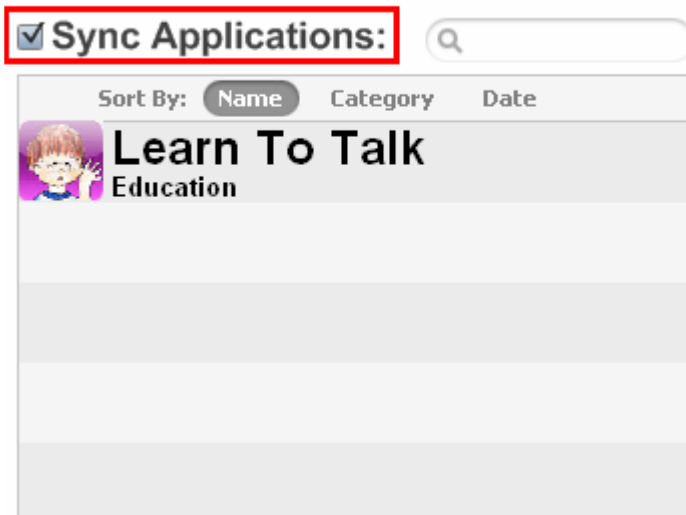 Sync Applications:
Sort By: Name Category Date
Learn To Talk
Education